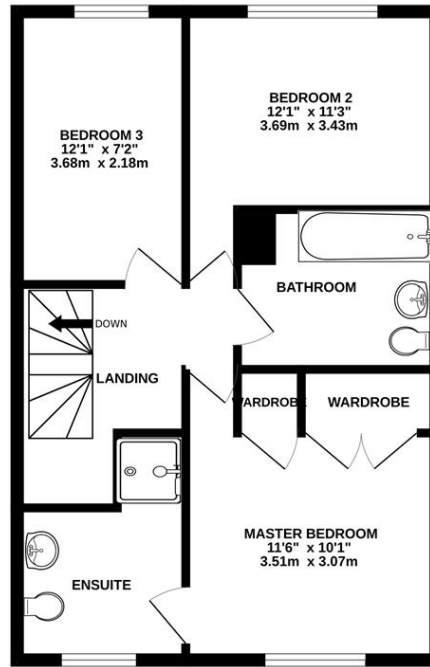 BEDROOM 3
12'1" x 7'2"
3.68m x 2.18m
BEDROOM 2
12'1" x 11'3"
3.69m x 3.43m
BATHROOM
DOWN
LANDING
WARDROBE
WARDROBE
MASTER BEDROOM
11'6" x 10'1"
3.51m x 3.07m
ENSUITE